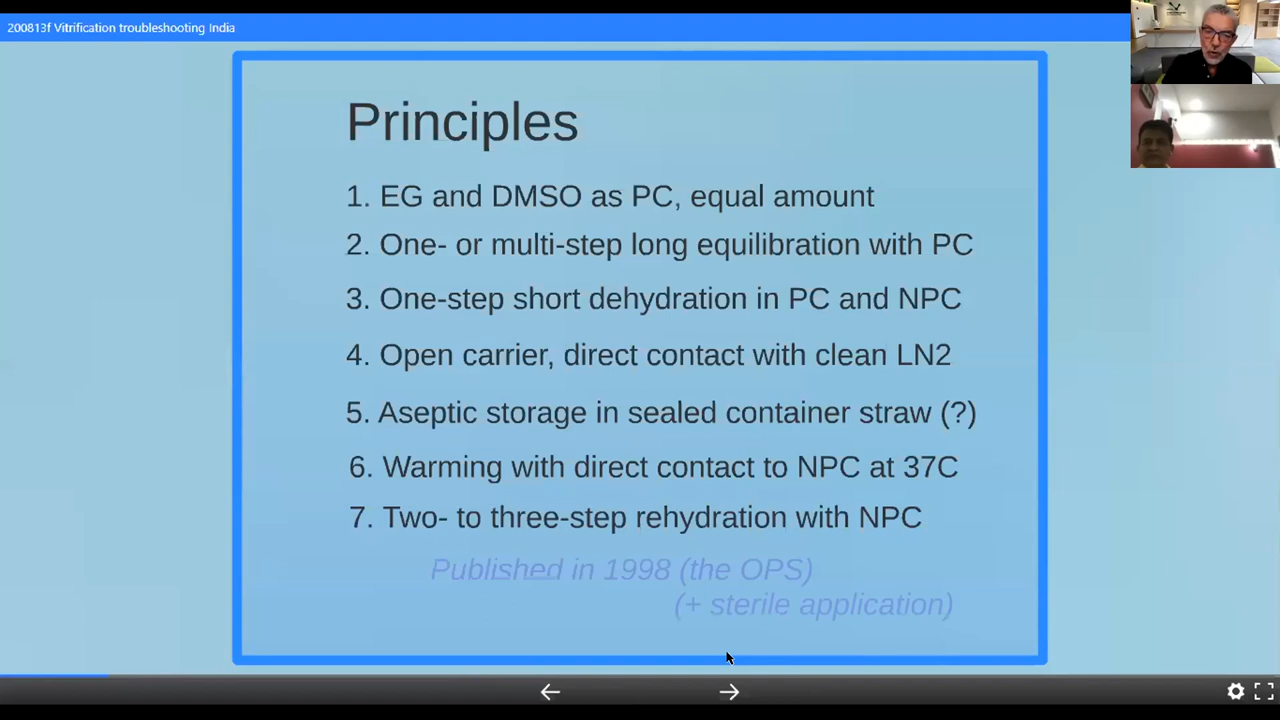 200813f Vitrification troubleshooting India
Principles
1. EG and DMSO as PC, equal amount
2. One- or multi-step long equilibration with PC
3. One-step short dehydration in PC and NPC
4. Open carrier, direct contact with clean LN2
5. Aseptic storage in sealed container straw (?)
6. Warming with direct contact to NPC at 37C
7. Two- to three-step rehydration with NPC
Published in 1998 (the OPS)
(+ sterile application)